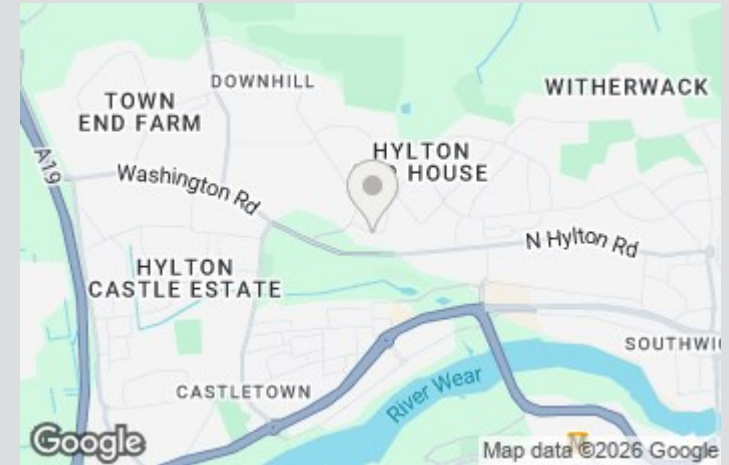 DOWNHILL
TOWN
END FARM
WITHERWACK
HYLTON
HOUSE
A19
Washington Rd
N Hylton Rd
HYLTON
CASTLE ESTATE
SOUTHWI
CASTLETOWN
River Wear
Google
Map data ©2026 Google